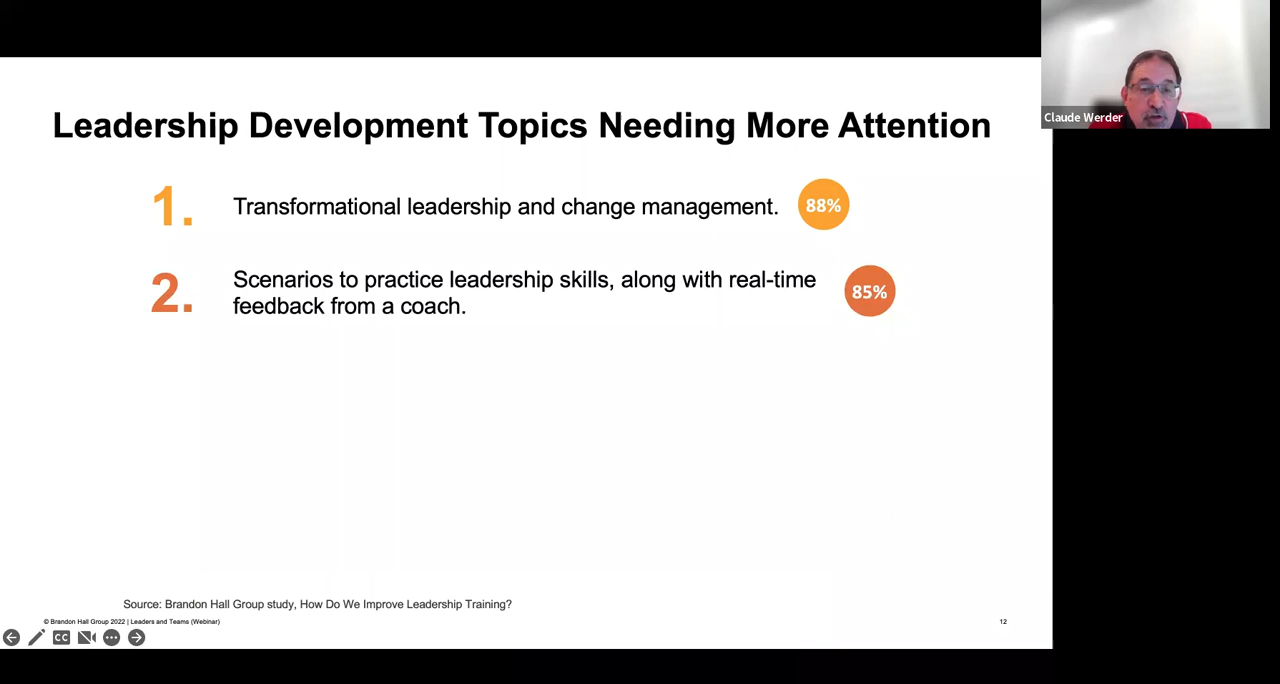 Leadership Development Topics Needing More Attention
1.
Transformational leadership and change management.
88%
2.
Scenarios to practice leadership skills, along with real-time
feedback from a coach.
85%
Source: Brandon Hall Group study, How Do We Improve Leadership Training?
© Brandon Hall Group 2022 | Leaders and Teams (Webinar)
12
CC
Claude Werder